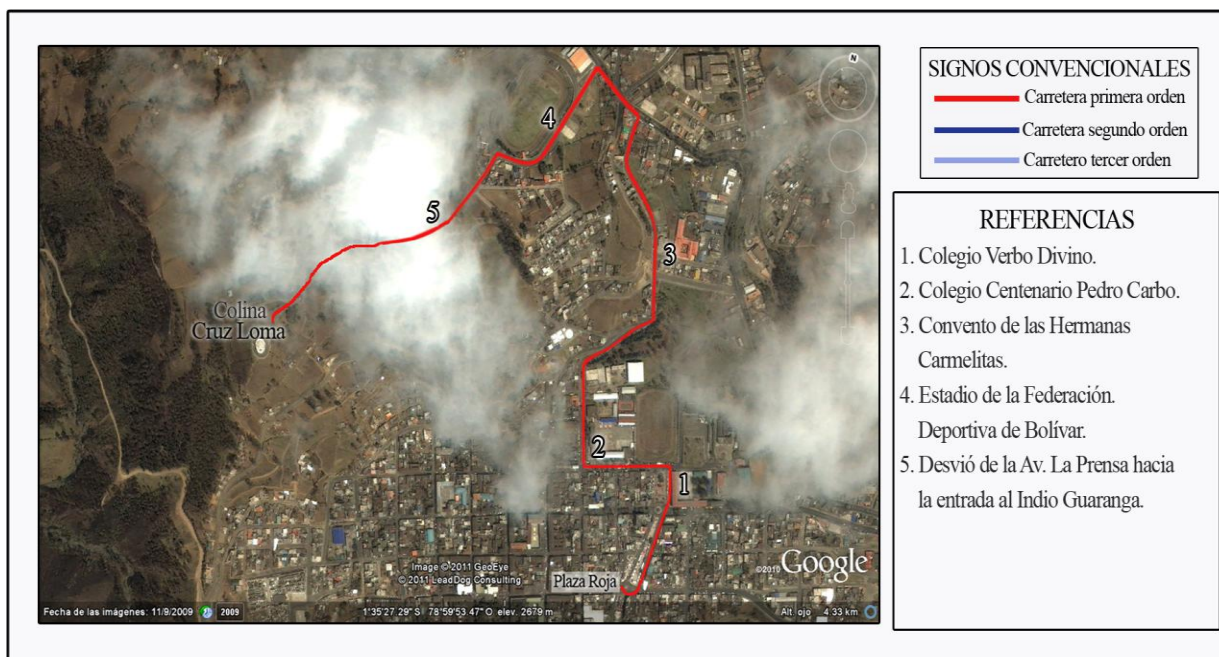 N
4
5
3
Colina
Cruz Loma
2
1
Plaza Roja
Image © 2011 GeoEye
© 2011 LeadDog Consulting
©2010 Google
Fecha de las imágenes: 11/9/2009 2009 1°35'27.29" S 78°59'53.47" O elev. 2679 m Alt. ojo 4.33 km
SIGNOS CONVENCIONALES
Carretera primera orden
Carretera segundo orden
Carretero tercer orden
REFERENCIAS
1. Colegio Verbo Divino.
2. Colegio Centenario Pedro Carbo.
3. Convento de las Hermanas
Carmelitas.
4. Estadio de la Federación.
Deportiva de Bolívar.
5. Desvió de la Av. La Prensa hacia
la entrada al Indio Guaranga.